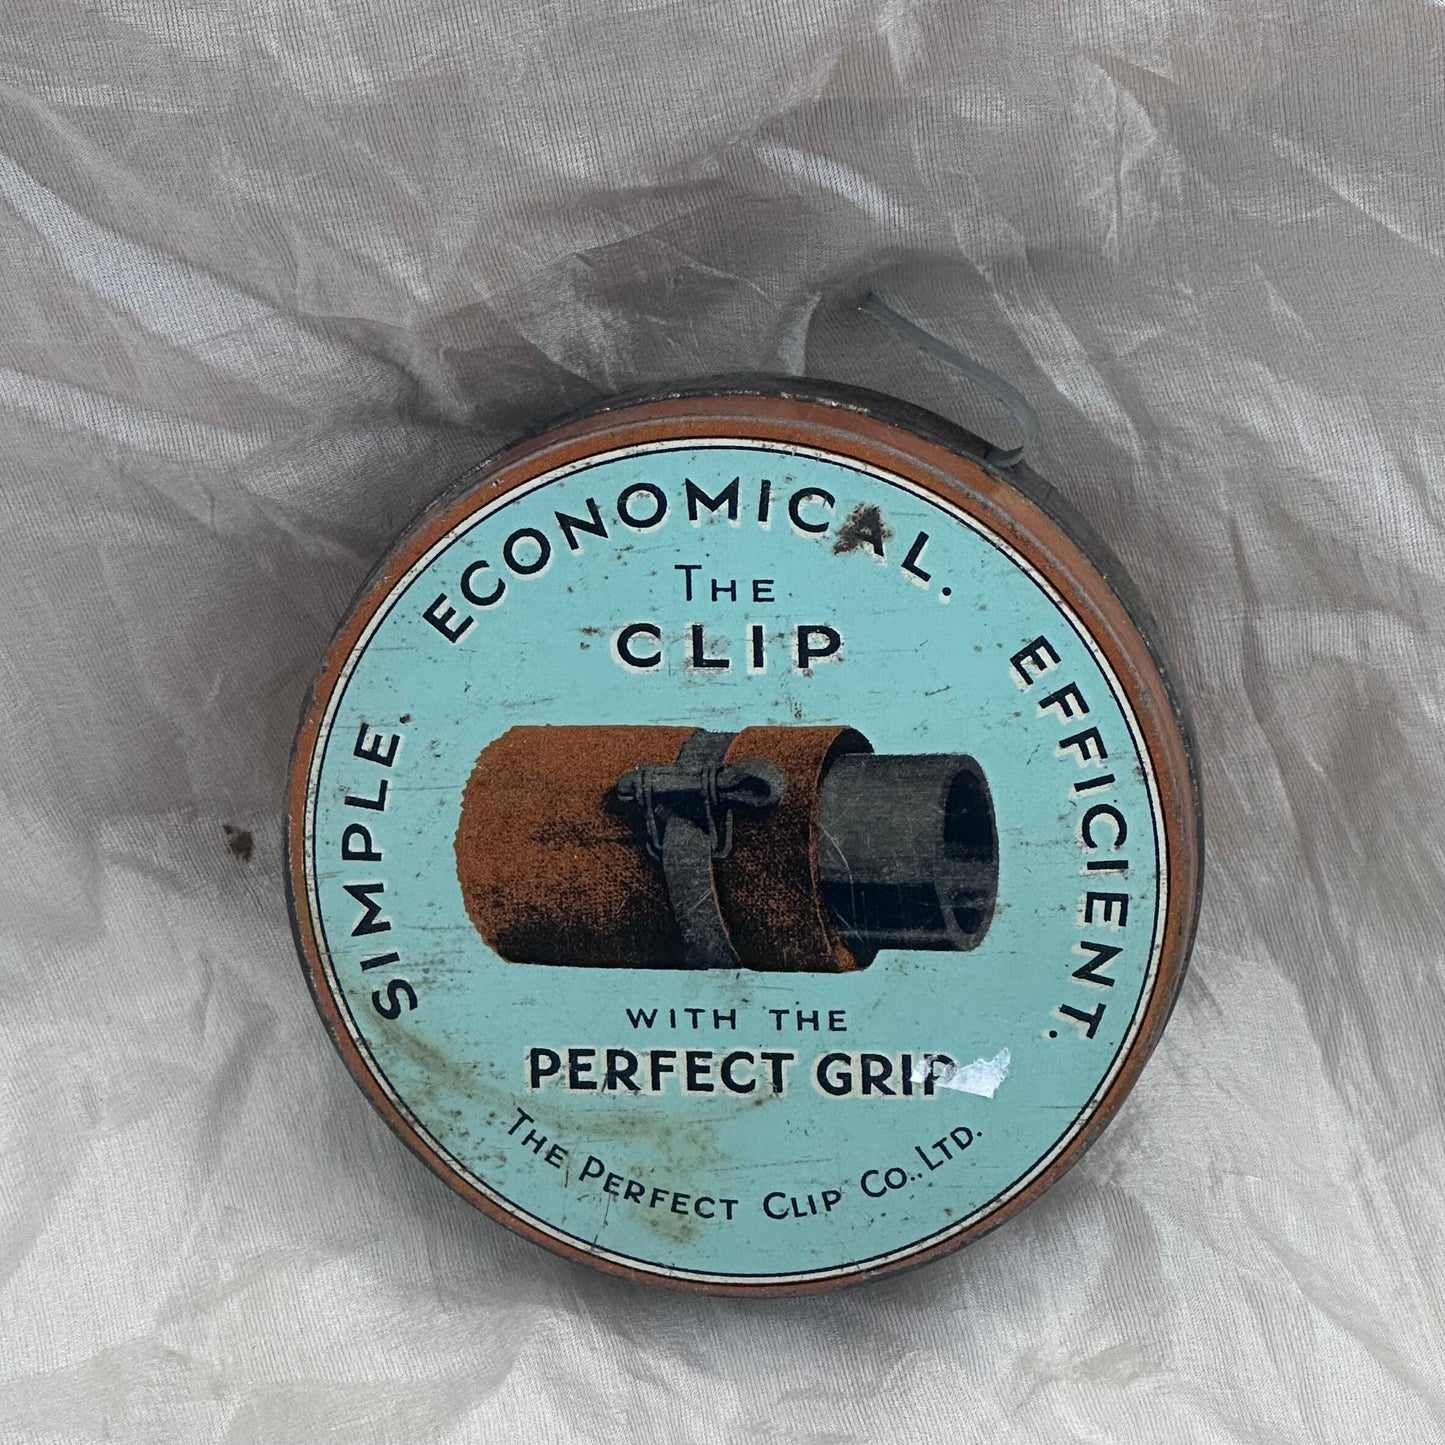 SIMPLE. ECONOMICAL. EFFICIENT.
THE
CLIP
WITH THE
PERFECT GRIP
THE PERFECT CLIP CO., LTD.